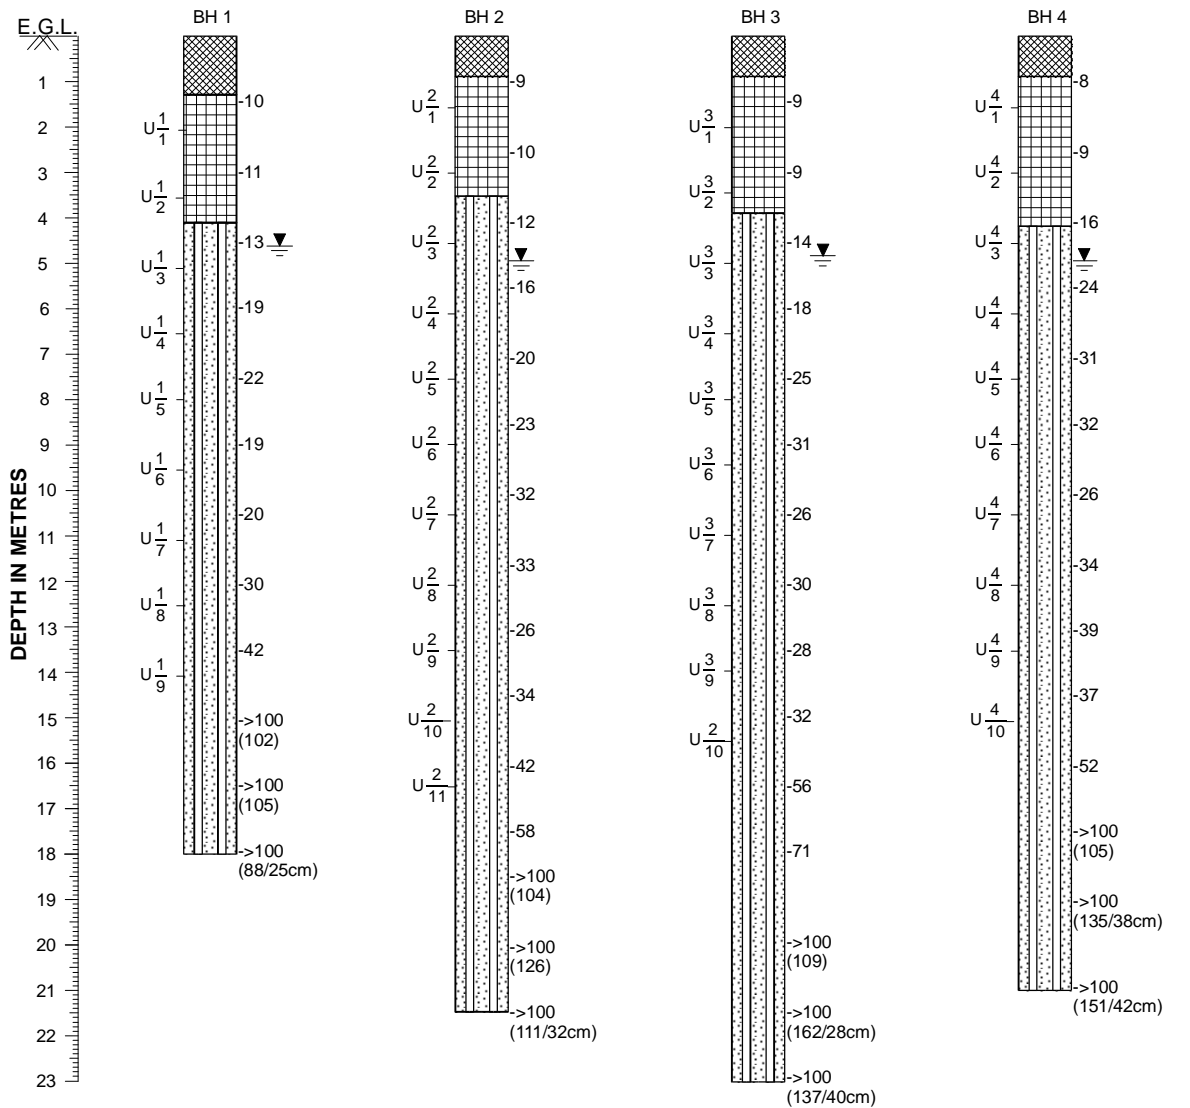 E.G.L.
DEPTH IN METRES
1
2
3
4
5
6
7
8
9
10
11
12
13
14
15
16
17
18
19
20
21
22
23
BH 1
U 1/1
U 1/2
U 1/3
U 1/4
U 1/5
U 1/6
U 1/7
U 1/8
U 1/9
-10
-11
-13
-19
-22
-19
-20
-30
-42
->100
(102)
->100
(105)
->100
(88/25cm)
BH 2
U 2/1
U 2/2
U 2/3
U 2/4
U 2/5
U 2/6
U 2/7
U 2/8
U 2/9
U 2/10
U 2/11
-9
-10
-12
-16
-20
-23
-32
-33
-26
-34
-42
-58
->100
(104)
->100
(126)
->100
(111/32cm)
BH 3
U 3/1
U 3/2
U 3/3
U 3/4
U 3/5
U 3/6
U 3/7
U 3/8
U 3/9
U 2/10
-9
-9
-14
-18
-25
-31
-26
-30
-28
-32
-56
-71
->100
(109)
->100
(162/28cm)
->100
(137/40cm)
BH 4
U 4/1
U 4/2
U 4/3
U 4/4
U 4/5
U 4/6
U 4/7
U 4/8
U 4/9
U 4/10
-8
-9
-16
-24
-31
-32
-26
-34
-39
-37
-52
->100
(105)
->100
(135/38cm)
->100
(151/42cm)